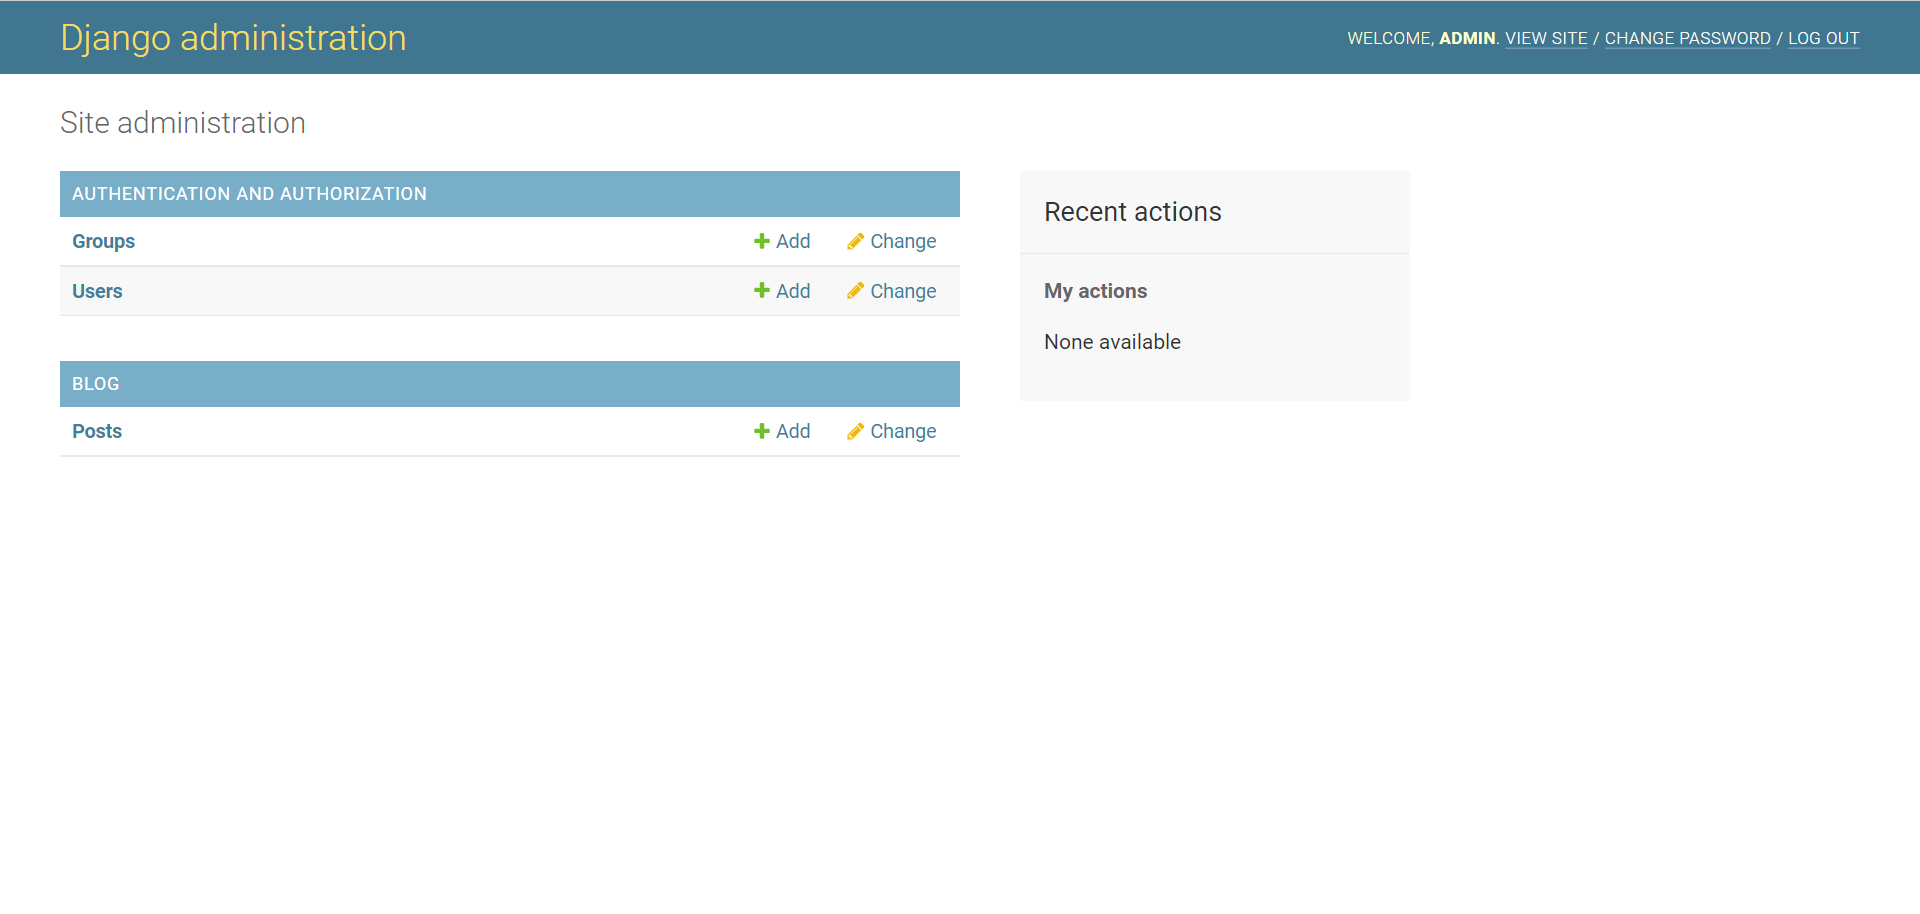 Django administration
WELCOME, ADMIN. VIEW SITE / CHANGE PASSWORD / LOG OUT
Site administration
AUTHENTICATION AND AUTHORIZATION
Groups Add Change
Users Add Change
BLOG
Posts Add Change
Recent actions
My actions
None available